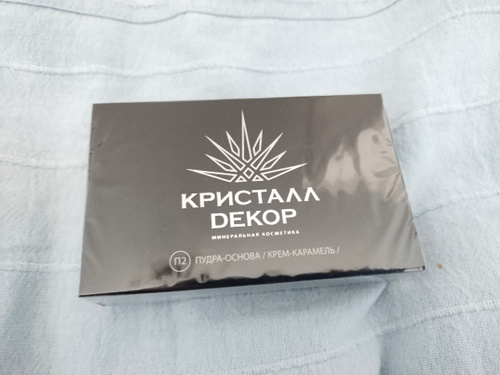 КРИСТАЛЛ
DЕКОР
МИНЕРАЛЬНАЯ КОСМЕТИКА
П2 ПУДРА-ОСНОВА / КРЕМ-КАРАМЕЛЬ /